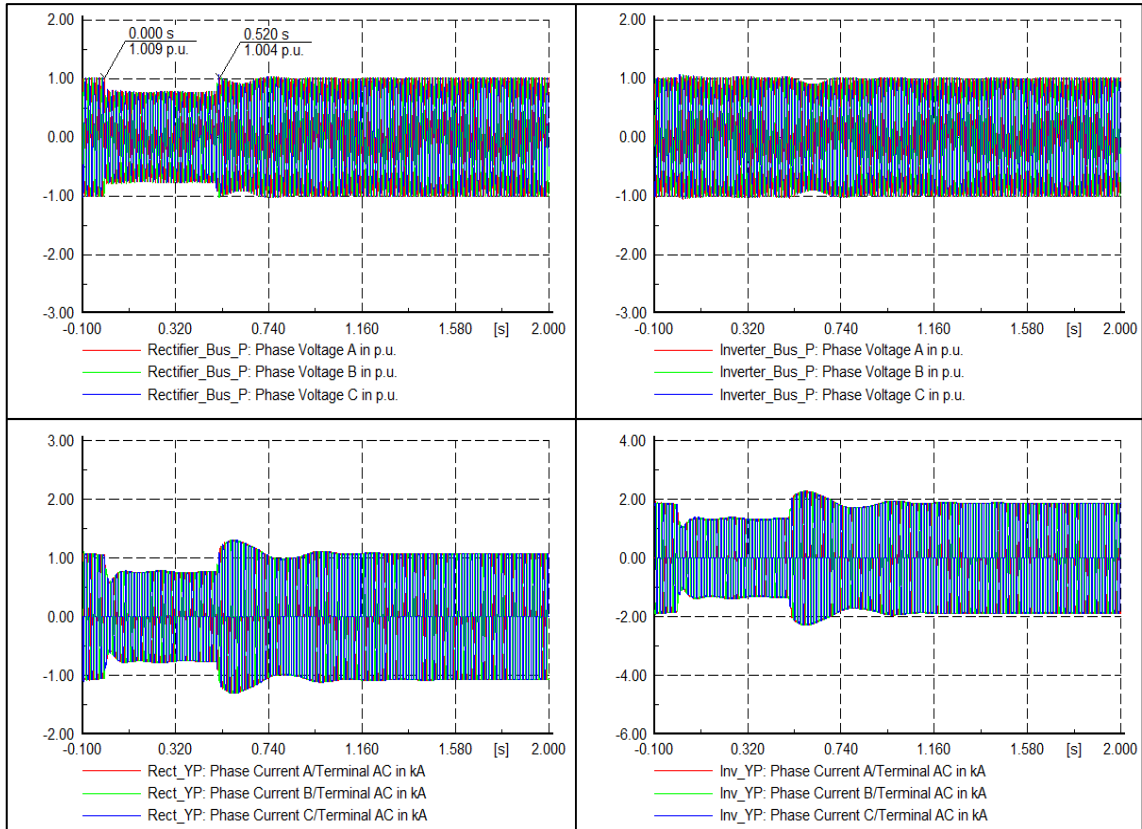 2.00
0.000 s
1.009 p.u.
0.520 s
1.004 p.u.
1.00
0.00
-1.00
-2.00
-3.00
-0.100 0.320 0.740 1.160 1.580 [s] 2.000
Rectifier_Bus_P: Phase Voltage A in p.u.
Rectifier_Bus_P: Phase Voltage B in p.u.
Rectifier_Bus_P: Phase Voltage C in p.u.
2.00
1.00
0.00
-1.00
-2.00
-3.00
-0.100 0.320 0.740 1.160 1.580 [s] 2.000
Inverter_Bus_P: Phase Voltage A in p.u.
Inverter_Bus_P: Phase Voltage B in p.u.
Inverter_Bus_P: Phase Voltage C in p.u.
3.00
2.00
1.00
0.00
-1.00
-2.00
-0.100 0.320 0.740 1.160 1.580 [s] 2.000
Rect_YP: Phase Current A/Terminal AC in kA
Rect_YP: Phase Current B/Terminal AC in kA
Rect_YP: Phase Current C/Terminal AC in kA
4.00
2.00
0.00
-2.00
-4.00
-6.00
-0.100 0.320 0.740 1.160 1.580 [s] 2.000
Inv_YP: Phase Current A/Terminal AC in kA
Inv_YP: Phase Current B/Terminal AC in kA
Inv_YP: Phase Current C/Terminal AC in kA